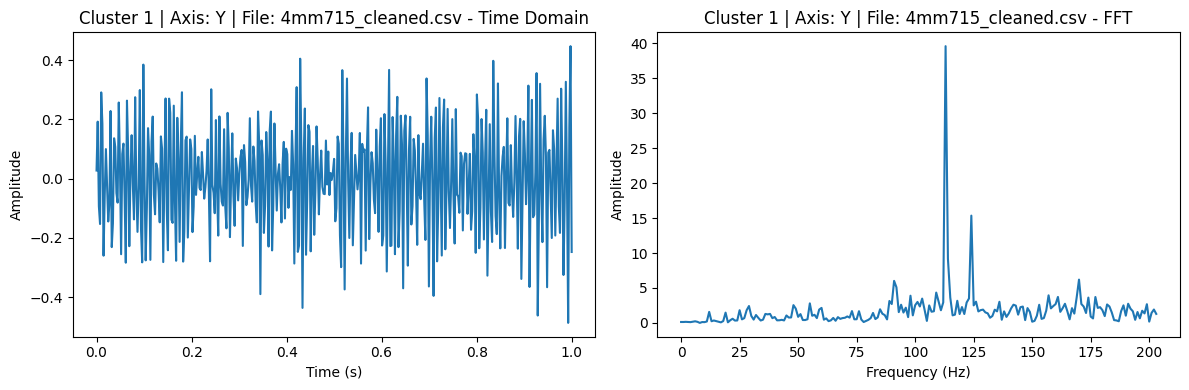 Cluster 1 | Axis: Y | File: 4mm715_cleaned.csv - Time Domain
0.4
0.2
0.0
−0.2
−0.4
Amplitude
0.0 0.2 0.4 0.6 0.8 1.0
Time (s)
Cluster 1 | Axis: Y | File: 4mm715_cleaned.csv - FFT
40
35
30
25
20
15
10
5
0
Amplitude
0 25 50 75 100 125 150 175 200
Frequency (Hz)